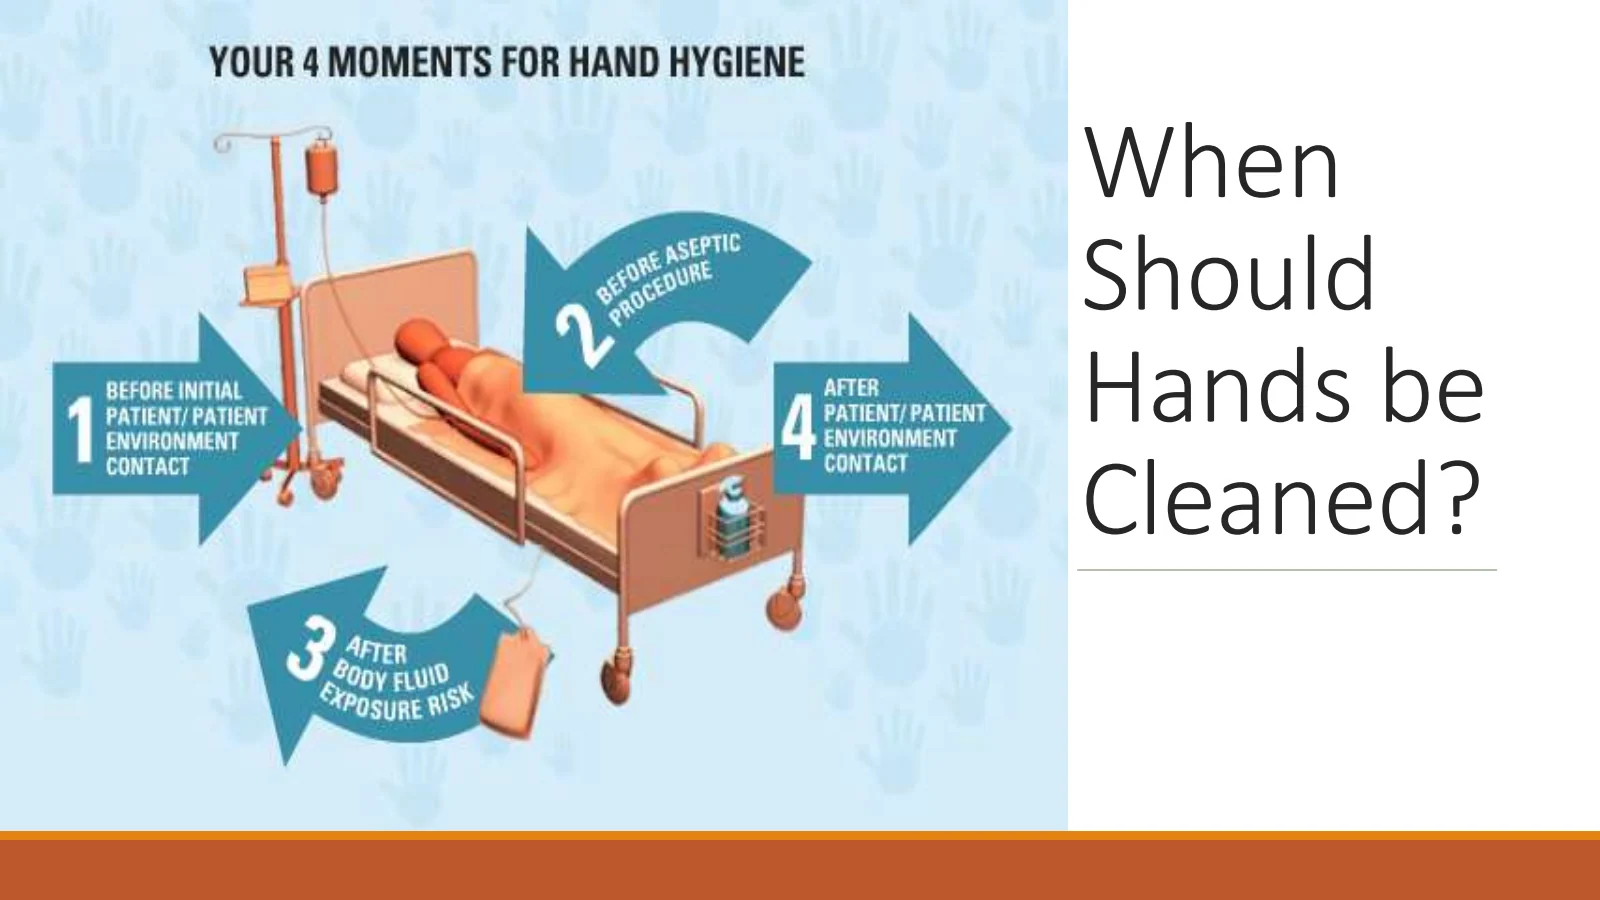 YOUR 4 MOMENTS FOR HAND HYGIENE
1
BEFORE INITIAL
PATIENT/ PATIENT
ENVIRONMENT
CONTACT
2
BEFORE ASEPTIC
PROCEDURE
3
AFTER
BODY FLUID
EXPOSURE RISK
4
AFTER
PATIENT/ PATIENT
ENVIRONMENT
CONTACT
When
Should
Hands be
Cleaned?